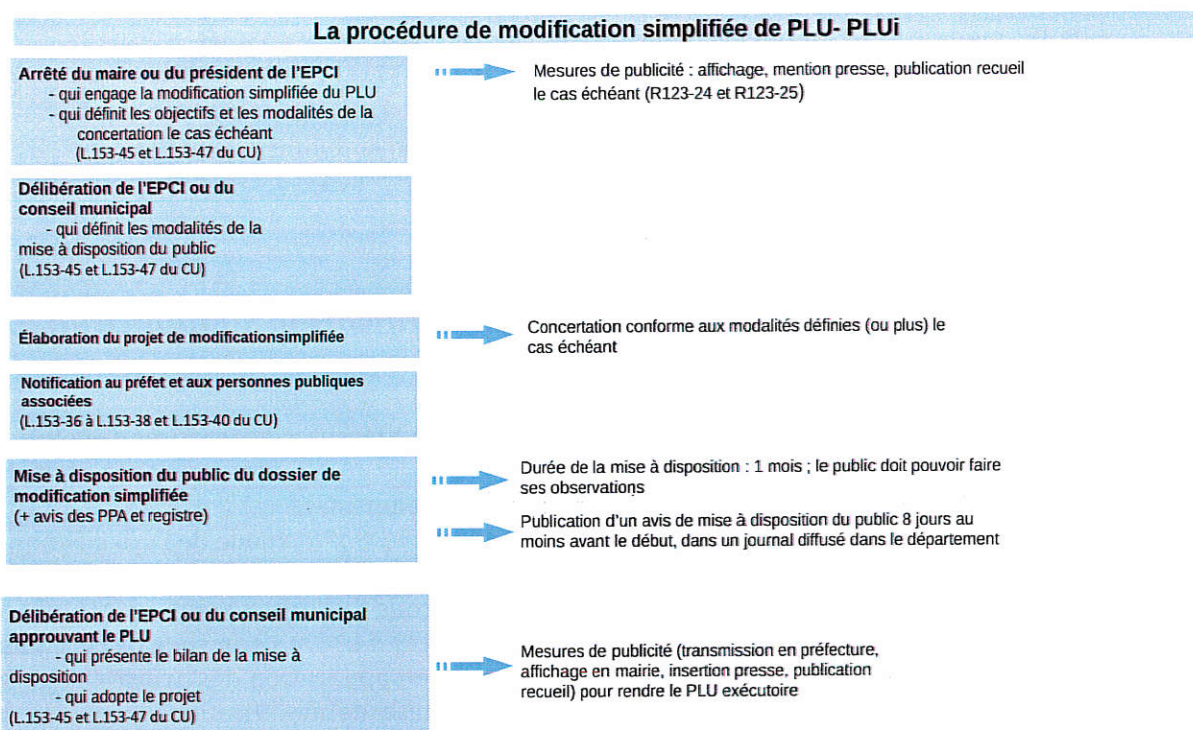 La procédure de modification simplifiée de PLU- PLUi
Arrêté du maire ou du président de l'EPCI
- qui engage la modification simplifiée du PLU
- qui définit les objectifs et les modalités de la
concertation le cas échéant
(L.153-45 et L.153-47 du CU)
Mesures de publicité : affichage, mention presse, publication recueil
le cas échéant (R123-24 et R123-25)
Délibération de l'EPCI ou du
conseil municipal
- qui définit les modalités de la
mise à disposition du public
(L.153-45 et L.153-47 du CU)
Élaboration du projet de modificationsimplifiée
Concertation conforme aux modalités définies (ou plus) le
cas échéant
Notification au préfet et aux personnes publiques
associées
(L.153-36 à L.153-38 et L.153-40 du CU)
Mise à disposition du public du dossier de
modification simplifiée
(+ avis des PPA et registre)
Durée de la mise à disposition : 1 mois ; le public doit pouvoir faire
ses observations
Publication d'un avis de mise à disposition du public 8 jours au
moins avant le début, dans un journal diffusé dans le département
Délibération de l'EPCI ou du conseil municipal
approuvant le PLU
- qui présente le bilan de la mise à
disposition
- qui adopte le projet
(L.153-45 et L.153-47 du CU)
Mesures de publicité (transmission en préfecture,
affichage en mairie, insertion presse, publication
recueil) pour rendre le PLU exécutoire